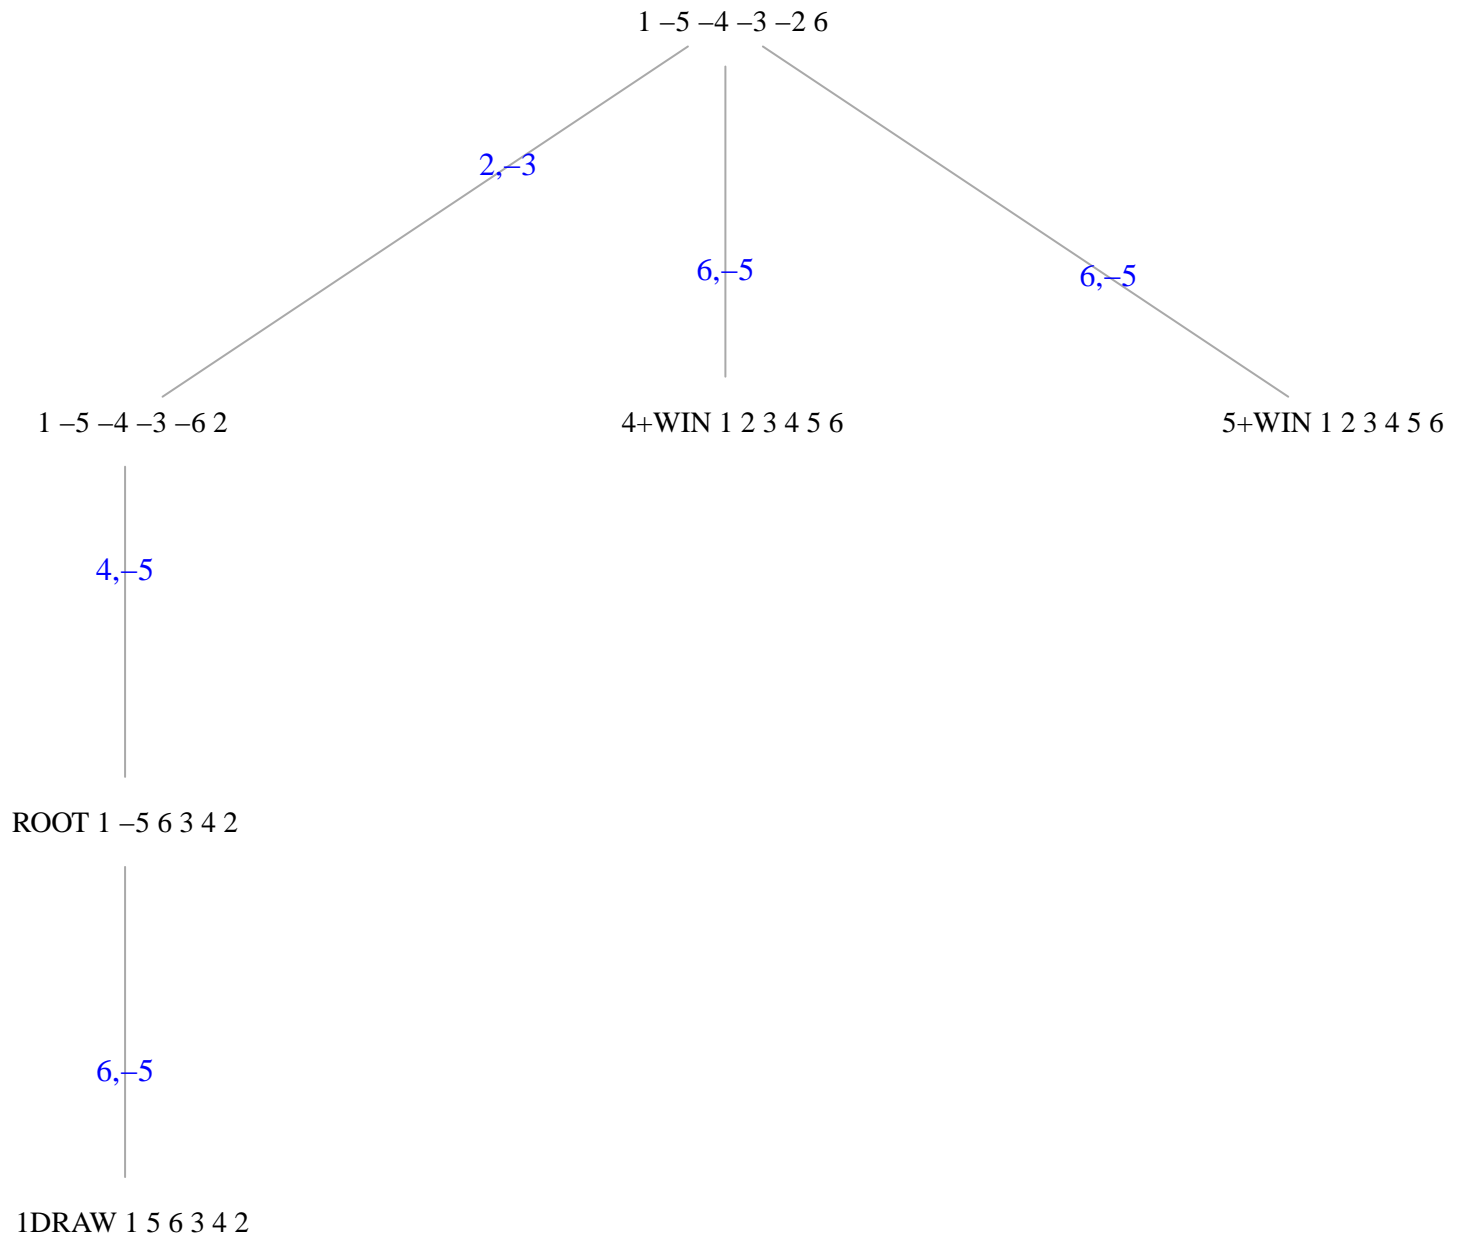 1 –5 –4 –3 –2 6
2,–3
6,–5
6,–5
1 –5 –4 –3 –6 2
4+WIN 1 2 3 4 5 6
5+WIN 1 2 3 4 5 6
4,–5
ROOT 1 –5 6 3 4 2
6,–5
1DRAW 1 5 6 3 4 2